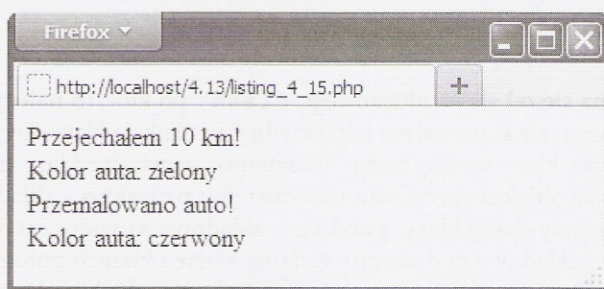 Firefox
http://localhost/4.13/listing_4_15.php
Przejechałem 10 km!
Kolor auta: zielony
Przemalowano auto!
Kolor auta: czerwony